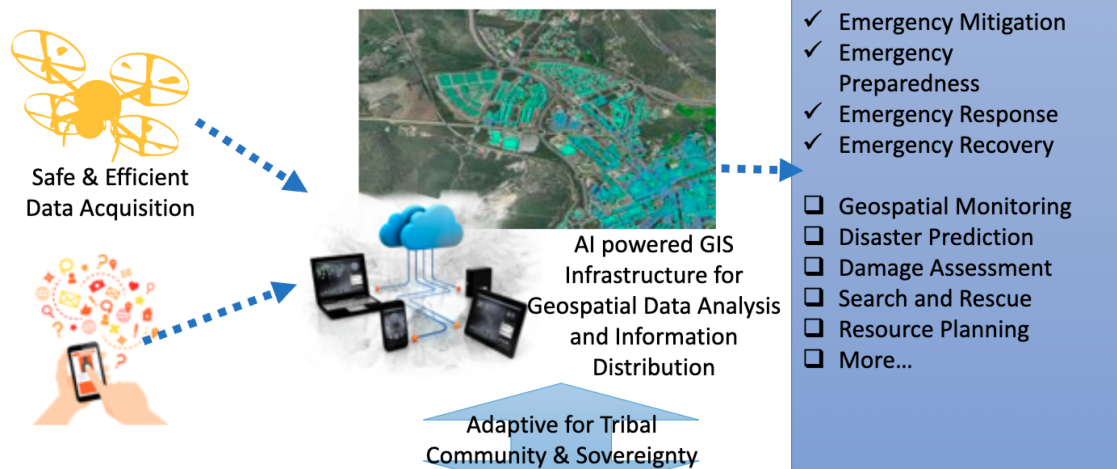 Safe & Efficient
Data Acquisition
AI powered GIS
Infrastructure for
Geospatial Data Analysis
and Information
Distribution
Adaptive for Tribal
Community & Sovereignty
✓ Emergency Mitigation
✓ Emergency
Preparedness
✓ Emergency Response
✓ Emergency Recovery
❑ Geospatial Monitoring
❑ Disaster Prediction
❑ Damage Assessment
❑ Search and Rescue
❑ Resource Planning
❑ More…